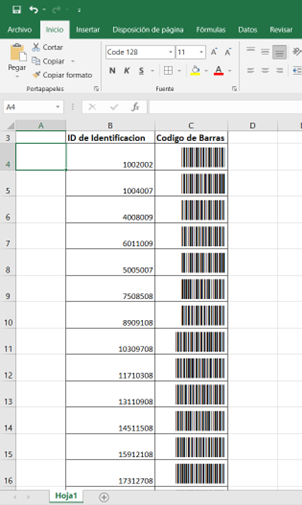 Archivo Inicio Insertar Disposición de página Fórmulas Datos Revisar
Pegar
Cortar
Copiar
Copiar formato
Portapapeles
Code 128 11 A A
N K S A
Fuente
A4 fx
A B C D
3 ID de Identificacion Codigo de Barras
4 1002002
5 1004007
6 4008009
7 6011009
8 5005007
9 7508508
10 8909108
11 10309708
12 11710308
13 13110908
14 14511508
15 15912108
16 17312708
Hoja1